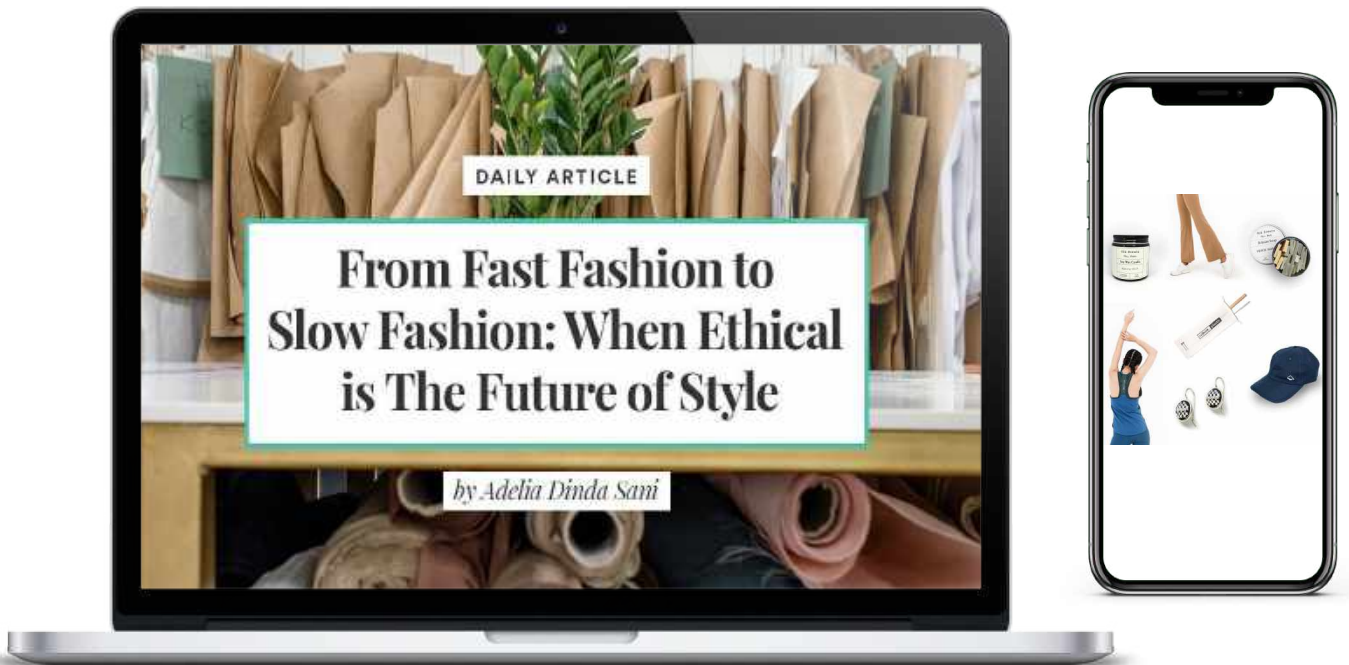 DAILY ARTICLE
From Fast Fashion to
Slow Fashion: When Ethical
is The Future of Style
by Adelia Dinda Sani